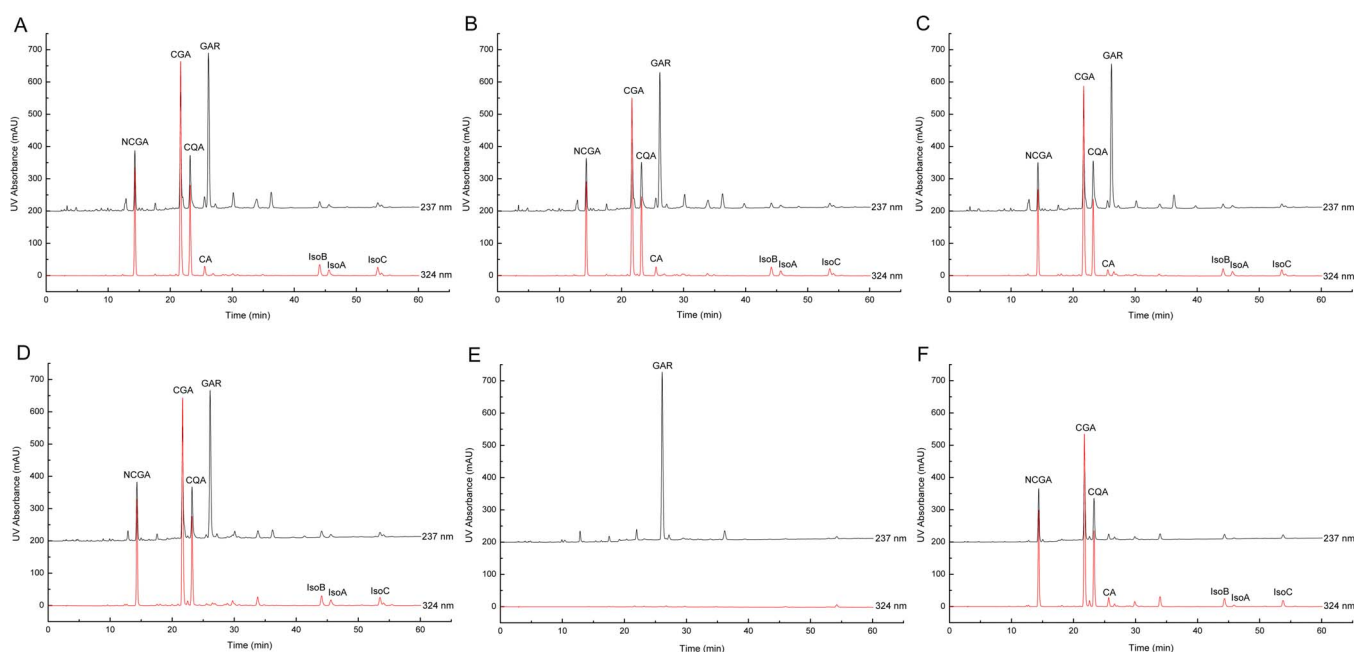 A
UV Absorbance (mAU)
700
600
500
400
300
200
100
0
NCGA
CGA
CQA
GAR
CA
IsoB
IsoA
IsoC
237 nm
324 nm
0 10 20 30 40 50 60
Time (min)
B
UV Absorbance (mAU)
700
600
500
400
300
200
100
0
NCGA
CGA
CQA
GAR
CA
IsoB
IsoA
IsoC
237 nm
324 nm
0 10 20 30 40 50 60
Time (min)
C
UV Absorbance (mAU)
700
600
500
400
300
200
100
0
NCGA
CGA
CQA
GAR
CA
IsoB
IsoA
IsoC
237 nm
324 nm
0 10 20 30 40 50 60
Time (min)
D
UV Absorbance (mAU)
700
600
500
400
300
200
100
0
NCGA
CGA
CQA
GAR
IsoB
IsoA
IsoC
237 nm
324 nm
0 10 20 30 40 50 60
Time (min)
E
UV Absorbance (mAU)
700
600
500
400
300
200
100
0
GAR
237 nm
324 nm
0 10 20 30 40 50 60
Time (min)
F
UV Absorbance (mAU)
700
600
500
400
300
200
100
0
NCGA
CGA
CQA
CA
IsoB
IsoA
IsoC
237 nm
324 nm
0 10 20 30 40 50 60
Time (min)